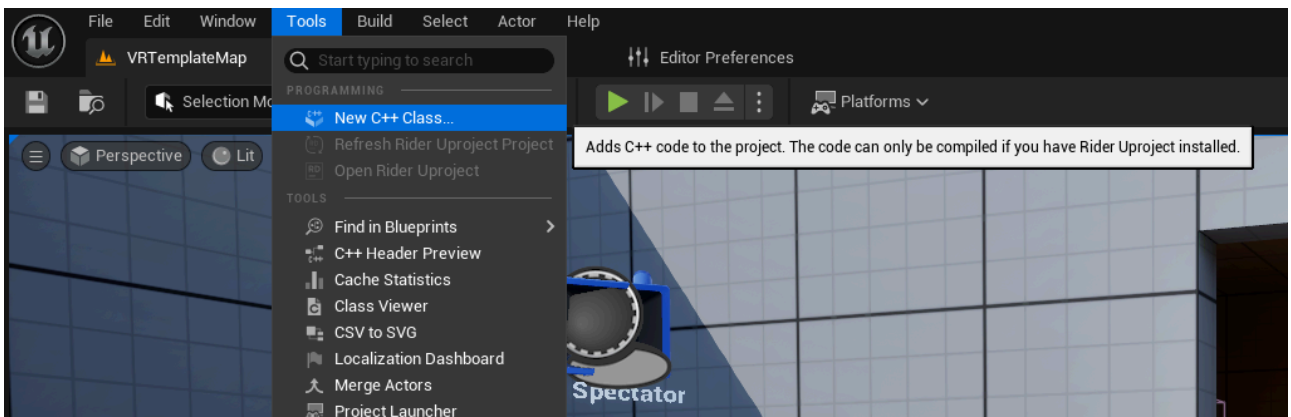 File Edit Window Tools Build Select Actor Help
VRTemplateMap
Editor Preferences
Start typing to search
Selection Mo
Platforms
PROGRAMMING
New C++ Class...
Refresh Rider Uproject Project
Open Rider Uproject
Adds C++ code to the project. The code can only be compiled if you have Rider Uproject installed.
Perspective
Lit
TOOLS
Find in Blueprints
C++ Header Preview
Cache Statistics
Class Viewer
CSV to SVG
Localization Dashboard
Merge Actors
Project Launcher
Spectator